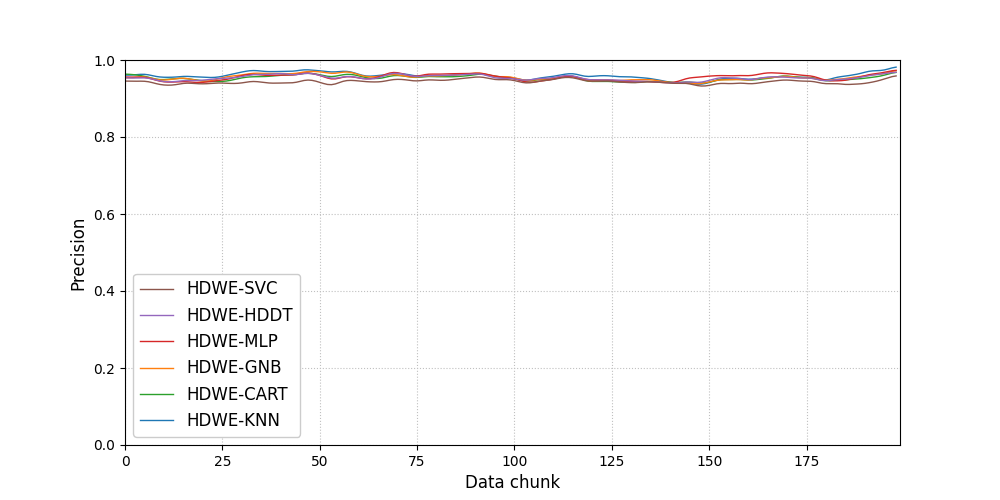 1.0
0.8
0.6
0.4
0.2
0.0
Precision
HDWE-SVC
HDWE-HDDT
HDWE-MLP
HDWE-GNB
HDWE-CART
HDWE-KNN
0 25 50 75 100 125 150 175
Data chunk